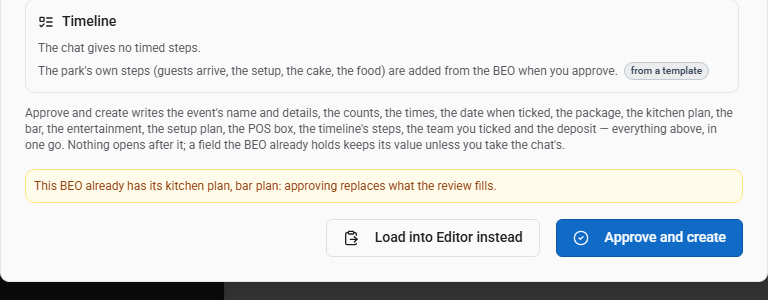 Timeline
The chat gives no timed steps.
The park's own steps (guests arrive, the setup, the cake, the food) are added from the BEO when you approve. from a template
Approve and create writes the event's name and details, the counts, the times, the date when ticked, the package, the kitchen plan, the
bar, the entertainment, the setup plan, the POS box, the timeline's steps, the team you ticked and the deposit — everything above, in
one go. Nothing opens after it; a field the BEO already holds keeps its value unless you take the chat's.
This BEO already has its kitchen plan, bar plan: approving replaces what the review fills.
Load into Editor instead
Approve and create